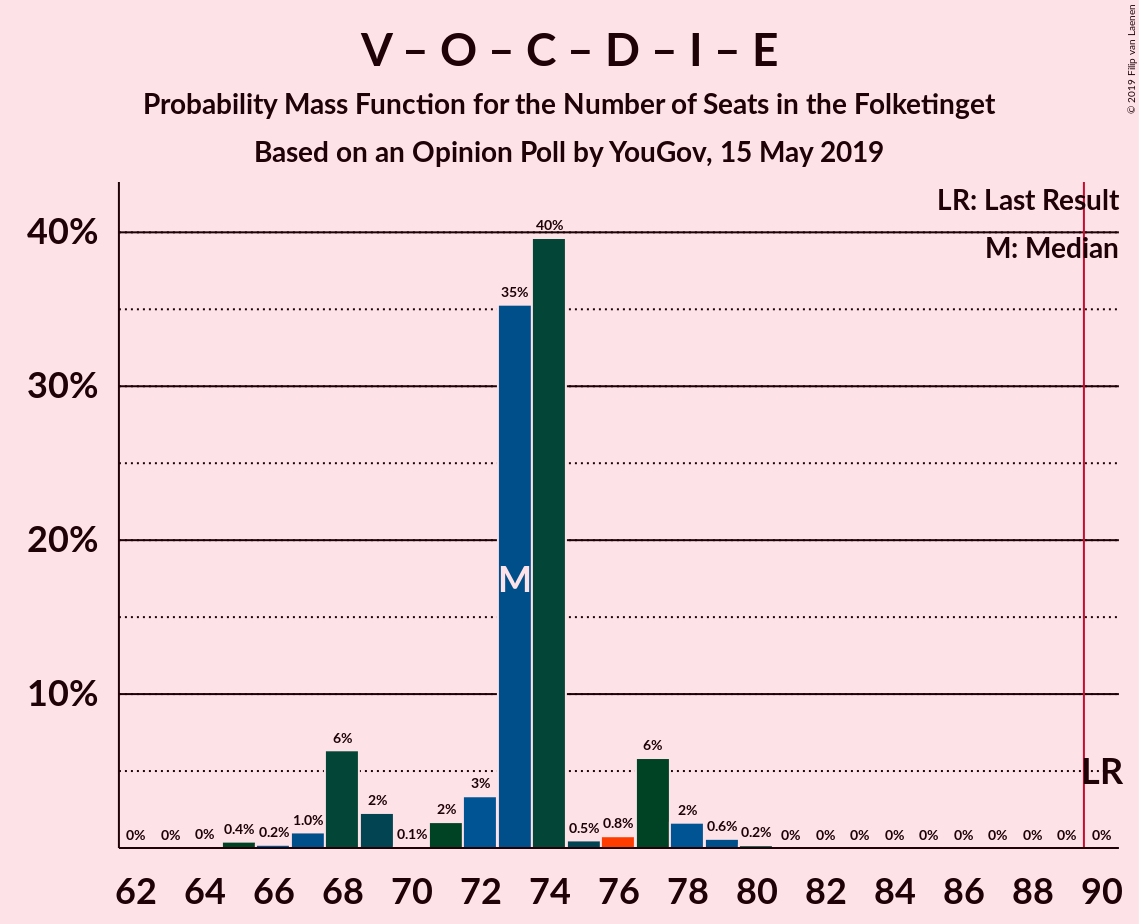 V – O – C – D – I – E
Probability Mass Function for the Number of Seats in the Folketinget
Based on an Opinion Poll by YouGov, 15 May 2019
© 2019 Filip van Laenen
LR: Last Result
M: Median
40%
30%
20%
10%
0% 0% 0% 0.4% 0.2% 1.0% 6% 2% 0.1% 2% 3% 35% 40% 0.5% 0.8% 6% 2% 0.6% 0.2% 0% 0% 0% 0% 0% 0% 0% 0% 0% 0%
M
LR
62 64 66 68 70 72 74 76 78 80 82 84 86 88 90